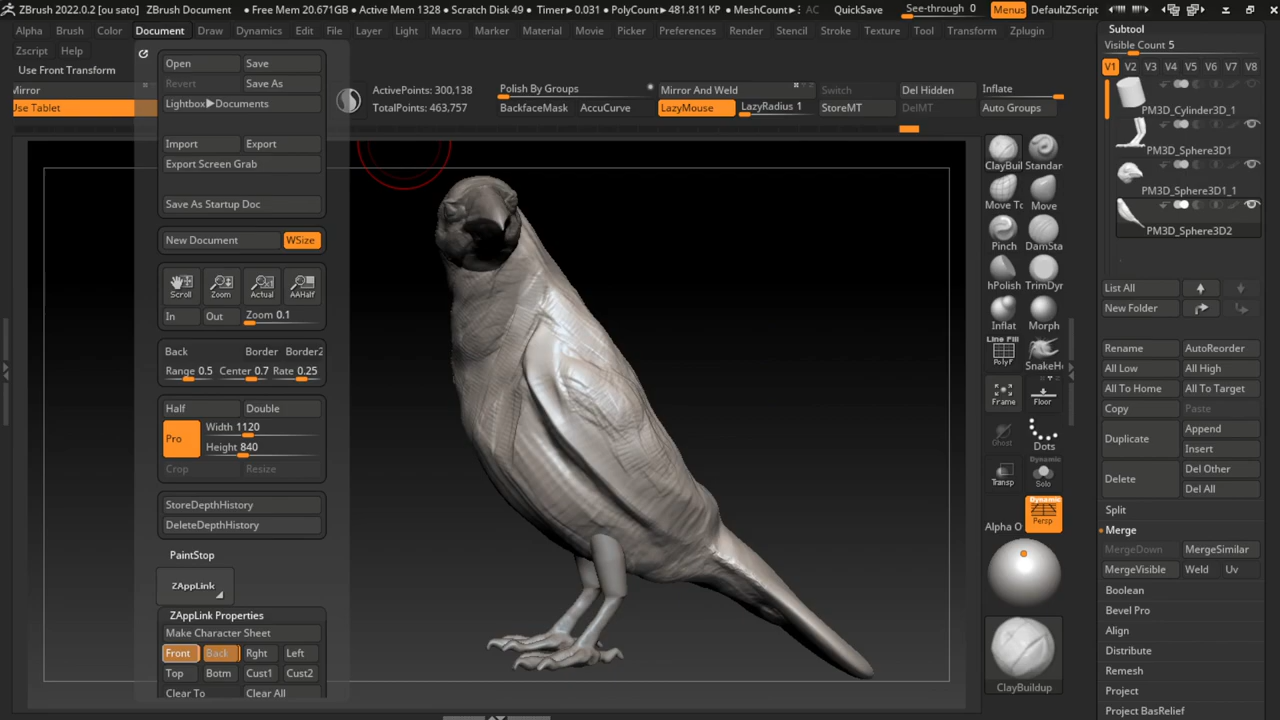 ZBrush 2022.0.2 [ou sato] ZBrush Document • Free Mem 20.671GB • Active Mem 1328 • Scratch Disk 49 • Timer▶0.031 • PolyCount▶481.811 KP • MeshCount▶ AC QuickSave See-through 0 Menus DefaultZScript
Alpha Brush Color Document Draw Dynamics Edit File Layer Light Macro Marker Material Movie Picker Preferences Render Stencil Stroke Texture Tool Transform Zplugin
Zscript Help
Use Front Transform
Mirror
Use Tablet
Open Save
Revert Save As
Lightbox▶Documents
Import Export
Export Screen Grab
Save As Startup Doc
New Document WSize
Scroll Zoom Actual AAHalf
In Out Zoom 0.1
Back Border Border2
Range 0.5 Center 0.7 Rate 0.25
Half Double
Pro Width 1120
Height 840
Crop Resize
StoreDepthHistory
DeleteDepthHistory
PaintStop
ZAppLink
ZAppLink Properties
Make Character Sheet
Front Back Rght Left
Top Botm Cust1 Cust2
Clear To Clear All
ActivePoints: 300,138
TotalPoints: 463,757
Polish By Groups
BackfaceMask AccuCurve
Mirror And Weld
LazyMouse LazyRadius 1
Switch
StoreMT
Del Hidden
DelMT
Inflate
Auto Groups
ClayBuil Standar
Move To Move
Pinch DamSta
hPolish TrimDyr
Inflat Morph
Line Fill
PolyF SnakeHo
Frame Floor
Ghost Dots
Transp Dynamic
Solo
Dynamic
Persp
Alpha O
ClayBuildup
Subtool
Visible Count 5
V1 V2 V3 V4 V5 V6 V7 V8
PM3D_Cylinder3D_1
PM3D_Sphere3D1
PM3D_Sphere3D1_1
PM3D_Sphere3D2
List All
New Folder
Rename AutoReorder
All Low All High
All To Home All To Target
Copy Paste
Duplicate Append
Insert
Delete Del Other
Del All
Split
Merge
MergeDown MergeSimilar
MergeVisible Weld Uv
Boolean
Bevel Pro
Align
Distribute
Remesh
Project
Project BasRelief